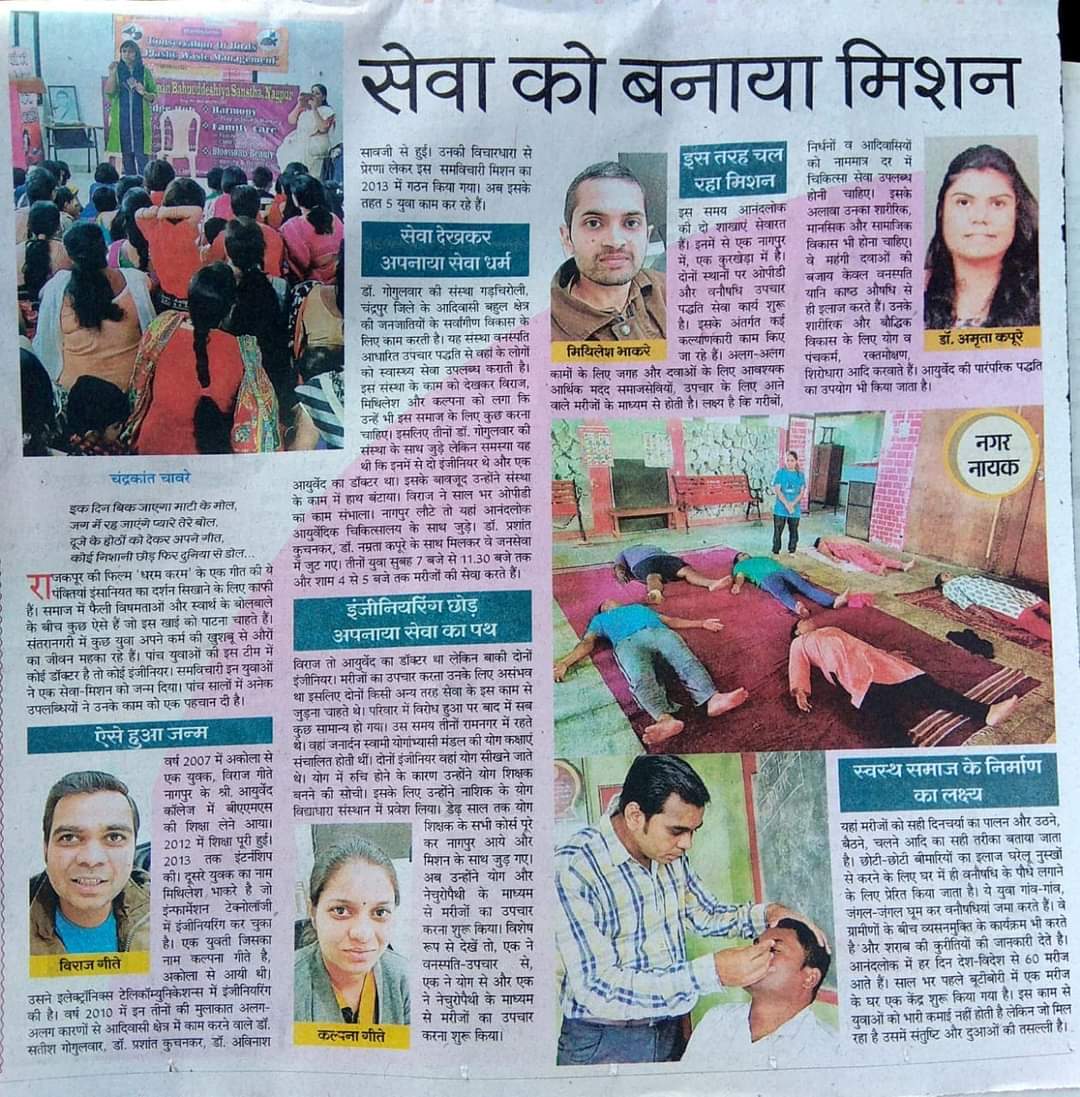 सेवा को बनाया मिशन
Conservation to Birds
Plastic Waste Management
pan Bahuuddeshiya Sanstha, Nagpur
Harmony
Family Care
चंद्रकांत चावरे
इक दिन बिक जाएगा माटी के मोल,
जग में रह जाएंगे प्यारे तेरे बोल.
दूजे के होठों को देकर अपने गीत,
कोई निशानी छोड़ फिर दुनिया से डोल...
राजकपूर की फिल्म 'धरम करम' के एक गीत की ये
पंक्तियां इंसानियत का दर्शन सिखाने के लिए काफी
हैं। समाज में फैली विषमताओं और स्वार्थ के बोलबाले
के बीच कुछ ऐसे हैं जो इस खाई को पाटना चाहते हैं।
संतरानगरी में कुछ युवा अपने कर्म की खुशबू से औरों
का जीवन महका रहे हैं। पांच युवाओं की इस टीम में
कोई डॉक्टर है तो कोई इंजीनियर। समविचारी इन युवाओं
ने एक सेवा-मिशन को जन्म दिया। पांच सालों में अनेक
उपलब्धियों ने उनके काम को एक पहचान दी है।
ऐसे हुआ जन्म
वर्ष 2007 में अकोला से
एक युवक, विराज गीते
नागपुर के श्री. आयुर्वेद
कॉलेज में बीएएमएस
की शिक्षा लेने आया।
2012 में शिक्षा पूरी हुई।
2013 तक इंटर्नशिप
की। दूसरे युवक का नाम
मिथिलेश भाकरे है जो
इंन्फार्मेशन टेक्नोलॉजी
में इंजीनियरिंग कर चुका
है। एक युवती जिसका
नाम कल्पना गीते है,
अकोला से आयी थी।
विराज गीते
उसने इलेक्ट्रॉनिक्स टेलिकॉम्युनिकेशन्स में इंजीनियरिंग
की है। वर्ष 2010 में इन तीनों की मुलाकात अलग-
अलग कारणों से आदिवासी क्षेत्र में काम करने वाले डॉ.
सतीश गोगुलवार, डॉ. प्रशांत कुचनकर, डॉ. अविनाश
सावजी से हुई। उनकी विचारधारा से
प्रेरणा लेकर इस समविचारी मिशन का
2013 में गठन किया गया। अब इसके
तहत 5 युवा काम कर रहे हैं।
सेवा देखकर
अपनाया सेवा धर्म
डॉ. गोगुलवार की संस्था गड़चिरोली,
चंद्रपुर जिले के आदिवासी बहुल क्षेत्र
की जनजातियों के सर्वांगीण विकास के
लिए काम करती है। यह संस्था वनस्पति
आधारित उपचार पद्धति से वहां के लोगों
को स्वास्थ्य सेवा उपलब्ध कराती है।
इस संस्था के काम को देखकर विराज,
मिथिलेश और कल्पना को लगा कि
उन्हें भी इस समाज के लिए कुछ करना
चाहिए। इसलिए तीनों डॉ. गोगुलवार की
संस्था के साथ जुड़े लेकिन समस्या यह
थी कि इनमें से दो इंजीनियर थे और एक
आयुर्वेद का डॉक्टर था। इसके बावजूद उन्होंने संस्था
के काम में हाथ बंटाया। विराज ने साल भर ओपीडी
का काम संभाला। नागपुर लौटे तो यहां आनंदलोक
आयुर्वेदिक चिकित्सालय के साथ जुड़े। डॉ. प्रशांत
कुचनकर, डॉ. नम्रता कपूरे के साथ मिलकर वे जनसेवा
में जुट गए। तीनों युवा सुबह 7 बजे से 11.30 बजे तक
और शाम 4 से 5 बजे तक मरीजों की सेवा करते हैं।
इंजीनियरिंग छोड़
अपनाया सेवा का पथ
विराज तो आयुर्वेद का डॉक्टर था लेकिन बाकी दोनों
इंजीनियर। मरीजों का उपचार करना उनके लिए असंभव
था इसलिए दोनों किसी अन्य तरह सेवा के इस काम से
जुड़ना चाहते थे। परिवार में विरोध हुआ पर बाद में सब
कुछ सामान्य हो गया। उस समय तीनों रामनगर में रहते
थे। वहां जनार्दन स्वामी योगाभ्यासी मंडल की योग कक्षाएं
संचालित होती थीं। दोनों इंजीनियर वहां योग सीखने जाते
थे। योग में रुचि होने के कारण उन्होंने योग शिक्षक
बनने की सोची। इसके लिए उन्होंने नाशिक के योग
विद्याधारा संस्थान में प्रवेश लिया। डेढ़ साल तक योग
शिक्षक के सभी कोर्स पूरे
कर नागपुर आये और
मिशन के साथ जुड़ गए।
अब उन्होंने योग और
नेचुरोपैथी के माध्यम
से मरीजों का उपचार
करना शुरू किया। विशेष
रूप से देखें तो, एक ने
वनस्पति-उपचार से,
एक ने योग से और एक
ने नेचुरोपैथी के माध्यम
से मरीजों का उपचार
करना शुरू किया।
कल्पना गीते
मिथिलेश भाकरे
इस तरह चल
रहा मिशन
इस समय आनंदलोक
की दो शाखाएं सेवारत
हैं। इनमें से एक नागपुर
में, एक कुरखेड़ा में है।
दोनों स्थानों पर ओपीडी
और वनौषधि उपचार
पद्धति सेवा कार्य शुरू
है। इसके अंतर्गत कई
कल्याणकारी काम किए
जा रहे हैं। अलग-अलग
कामों के लिए जगह और दवाओं के लिए आवश्यक
आर्थिक मदद समाजसेवियों, उपचार के लिए आने
वाले मरीजों के माध्यम से होती है। लक्ष्य है कि गरीबों,
निर्धनों व आदिवासियों
को नाममात्र दर में
चिकित्सा सेवा उपलब्ध
होनी चाहिए। इसके
अलावा उनका शारीरिक,
मानसिक और सामाजिक
विकास भी होना चाहिए।
वे महंगी दवाओं की
बजाय केवल वनस्पति
यानि काष्ठ औषधि से
ही इलाज करते हैं। उनके
शारीरिक और बौद्धिक
विकास के लिए योग व
पंचकर्म, रक्तमोक्षण,
शिरोधारा आदि करवाते हैं। आयुर्वेद की पारंपरिक पद्धति
का उपयोग भी किया जाता है।
डॉ. अमृता कपूरे
नगर
नायक
स्वस्थ समाज के निर्माण
का लक्ष्य
यहां मरीजों को सही दिनचर्या का पालन और उठने,
बैठने, चलने आदि का सही तरीका बताया जाता
है। छोटी-छोटी बीमारियों का इलाज घरेलू नुस्खों
से करने के लिए घर में ही वनौषधि के पौधे लगाने
के लिए प्रेरित किया जाता है। ये युवा गांव-गांव,
जंगल-जंगल घूम कर वनौषधियां जमा करते हैं। वे
ग्रामीणों के बीच व्यसनमुक्ति के कार्यक्रम भी करते
है और शराब की कुरीतियों की जानकारी देते है।
आनंदलोक में हर दिन देश-विदेश से 60 मरीज
आते हैं। साल भर पहले बूटीबोरी में एक मरीज
के घर एक केंद्र शुरू किया गया है। इस काम से
युवाओं को भारी कमाई नहीं होती है लेकिन जो मिल
रहा है उसमें संतुष्टि और दुआओं की तसल्ली है।